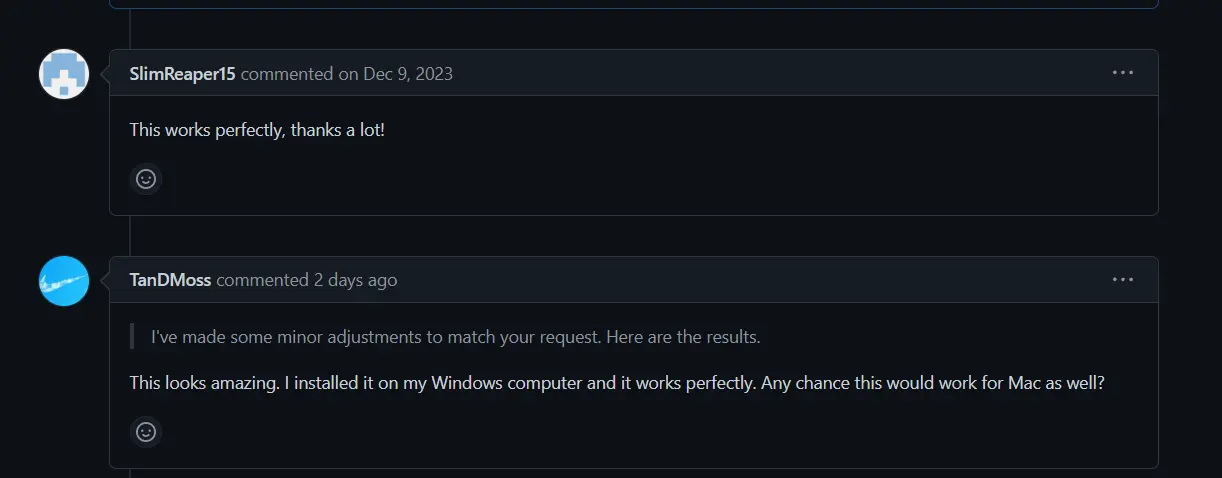 SlimReaper15 commented on Dec 9, 2023
This works perfectly, thanks a lot!
TanDMoss commented 2 days ago
I've made some minor adjustments to match your request. Here are the results.
This looks amazing. I installed it on my Windows computer and it works perfectly. Any chance this would work for Mac as well?